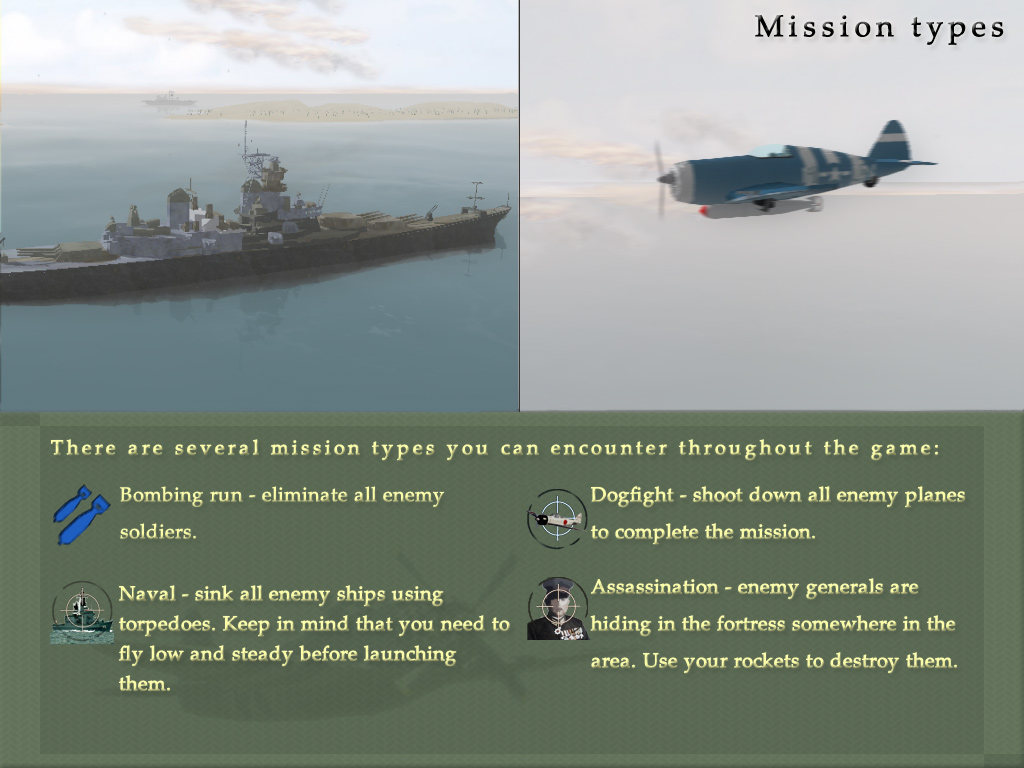 Mission types
There are several mission types you can encounter throughout the game:
Bombing run - eliminate all enemy
soldiers.
Dogfight - shoot down all enemy planes
to complete the mission.
Naval - sink all enemy ships using
torpedoes. Keep in mind that you need to
fly low and steady before launching
them.
Assassination - enemy generals are
hiding in the fortress somewhere in the
area. Use your rockets to destroy them.